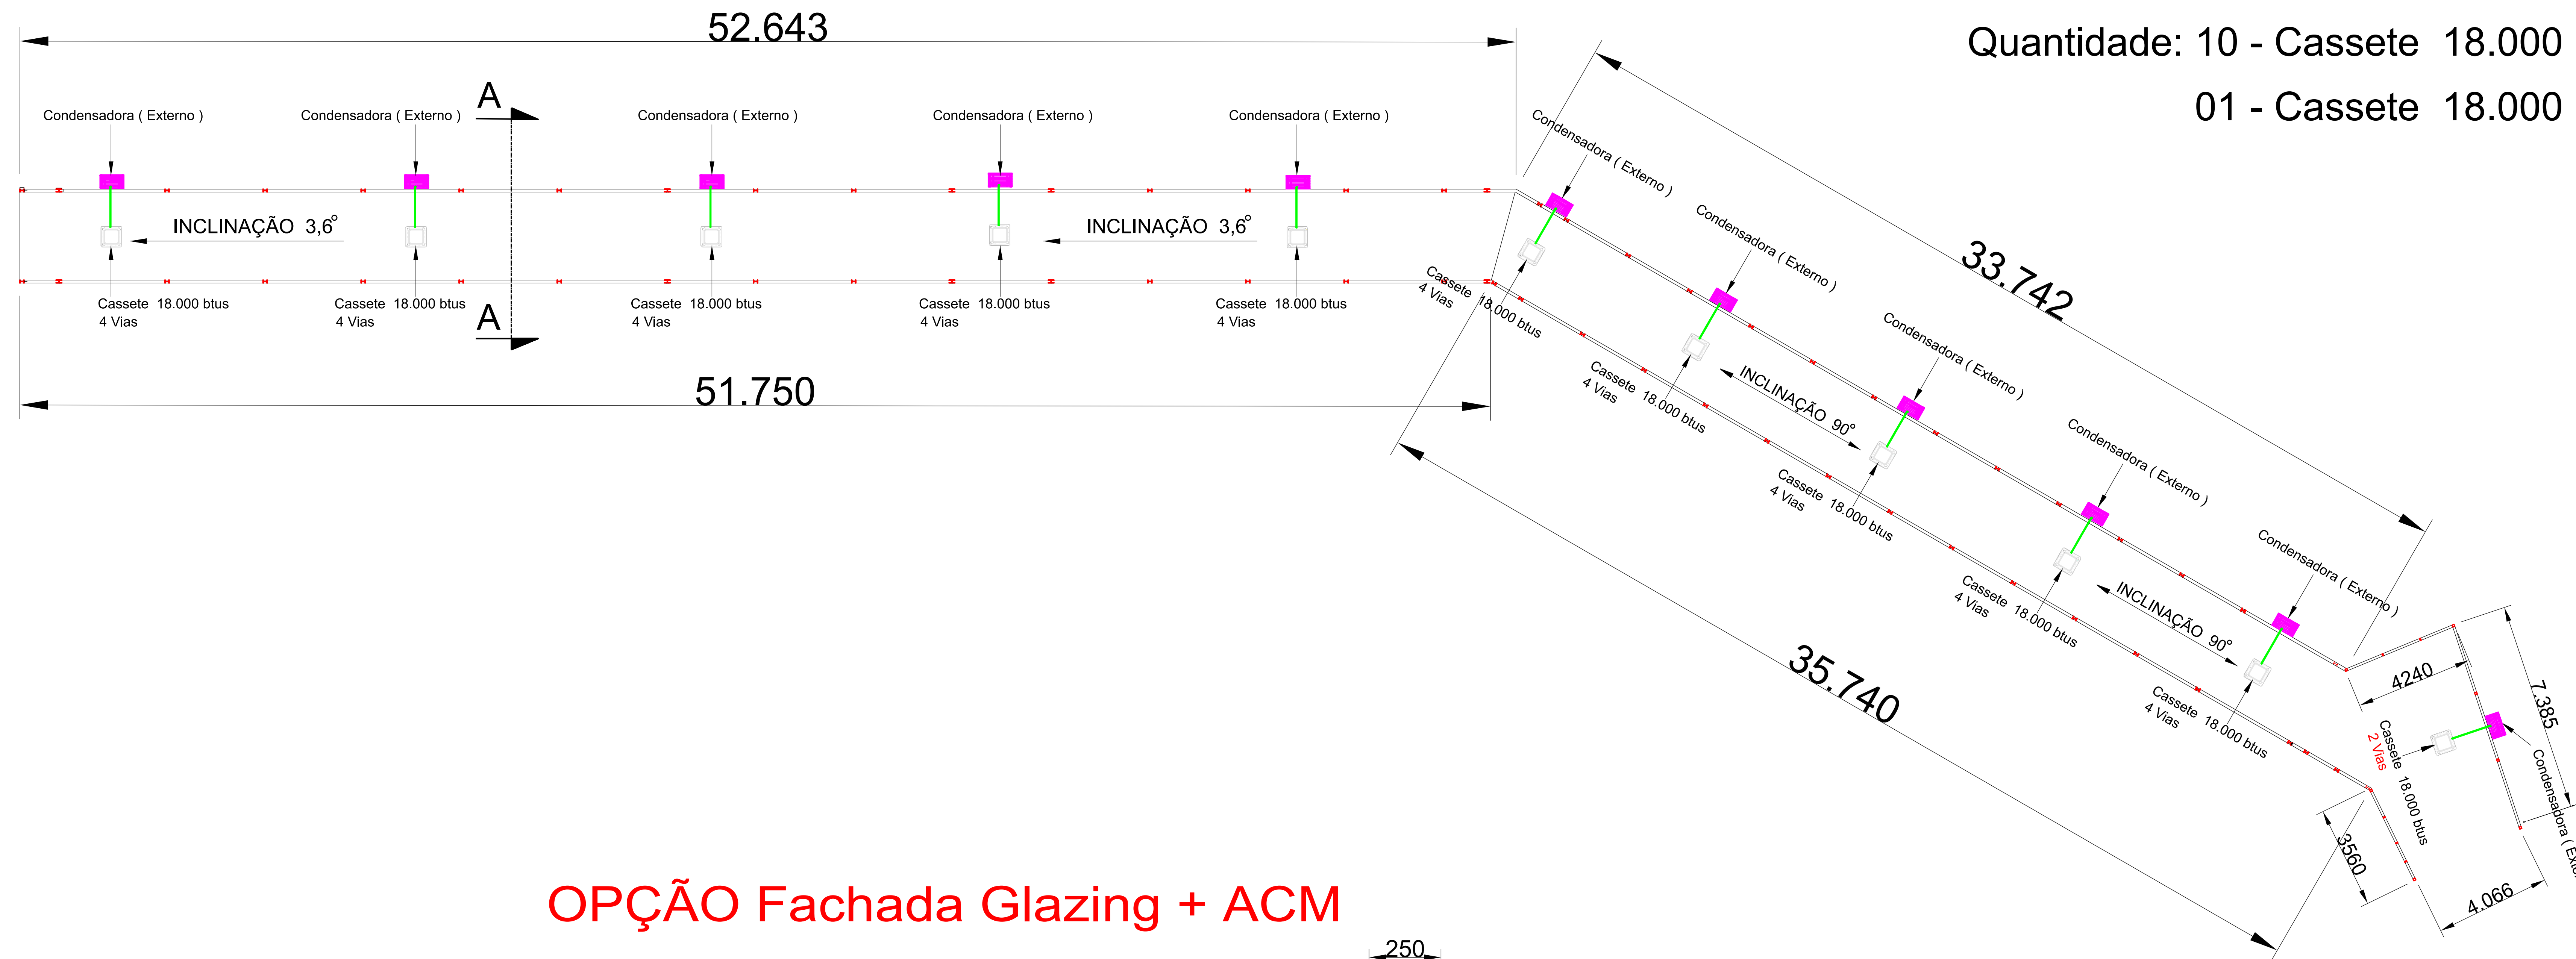 52.643
Quantidade: 10 - Cassete 18.000
01 - Cassete 18.000
A
Condensadora ( Externo )
Condensadora ( Externo )
Condensadora ( Externo )
Condensadora ( Externo )
Condensadora ( Externo )
INCLINAÇÃO 3,6°
INCLINAÇÃO 3,6°
Cassete 18.000 btus
4 Vias
Cassete 18.000 btus
4 Vias
A
Cassete 18.000 btus
4 Vias
Cassete 18.000 btus
4 Vias
Cassete 18.000 btus
4 Vias
51.750
Condensadora ( Externo )
Condensadora ( Externo )
Condensadora ( Externo )
Condensadora ( Externo )
Condensadora ( Externo )
33.742
Cassete 18.000 btus
4 Vias
Cassete 18.000 btus
4 Vias
INCLINAÇÃO 90°
Cassete 18.000 btus
4 Vias
Cassete 18.000 btus
4 Vias
INCLINAÇÃO 90°
Cassete 18.000 btus
4 Vias
35.740
4240
7.385
Cassete 18.000 btus
2 Vias
Condensadora ( Exter
3560
4.066
OPÇÃO Fachada Glazing + ACM
250